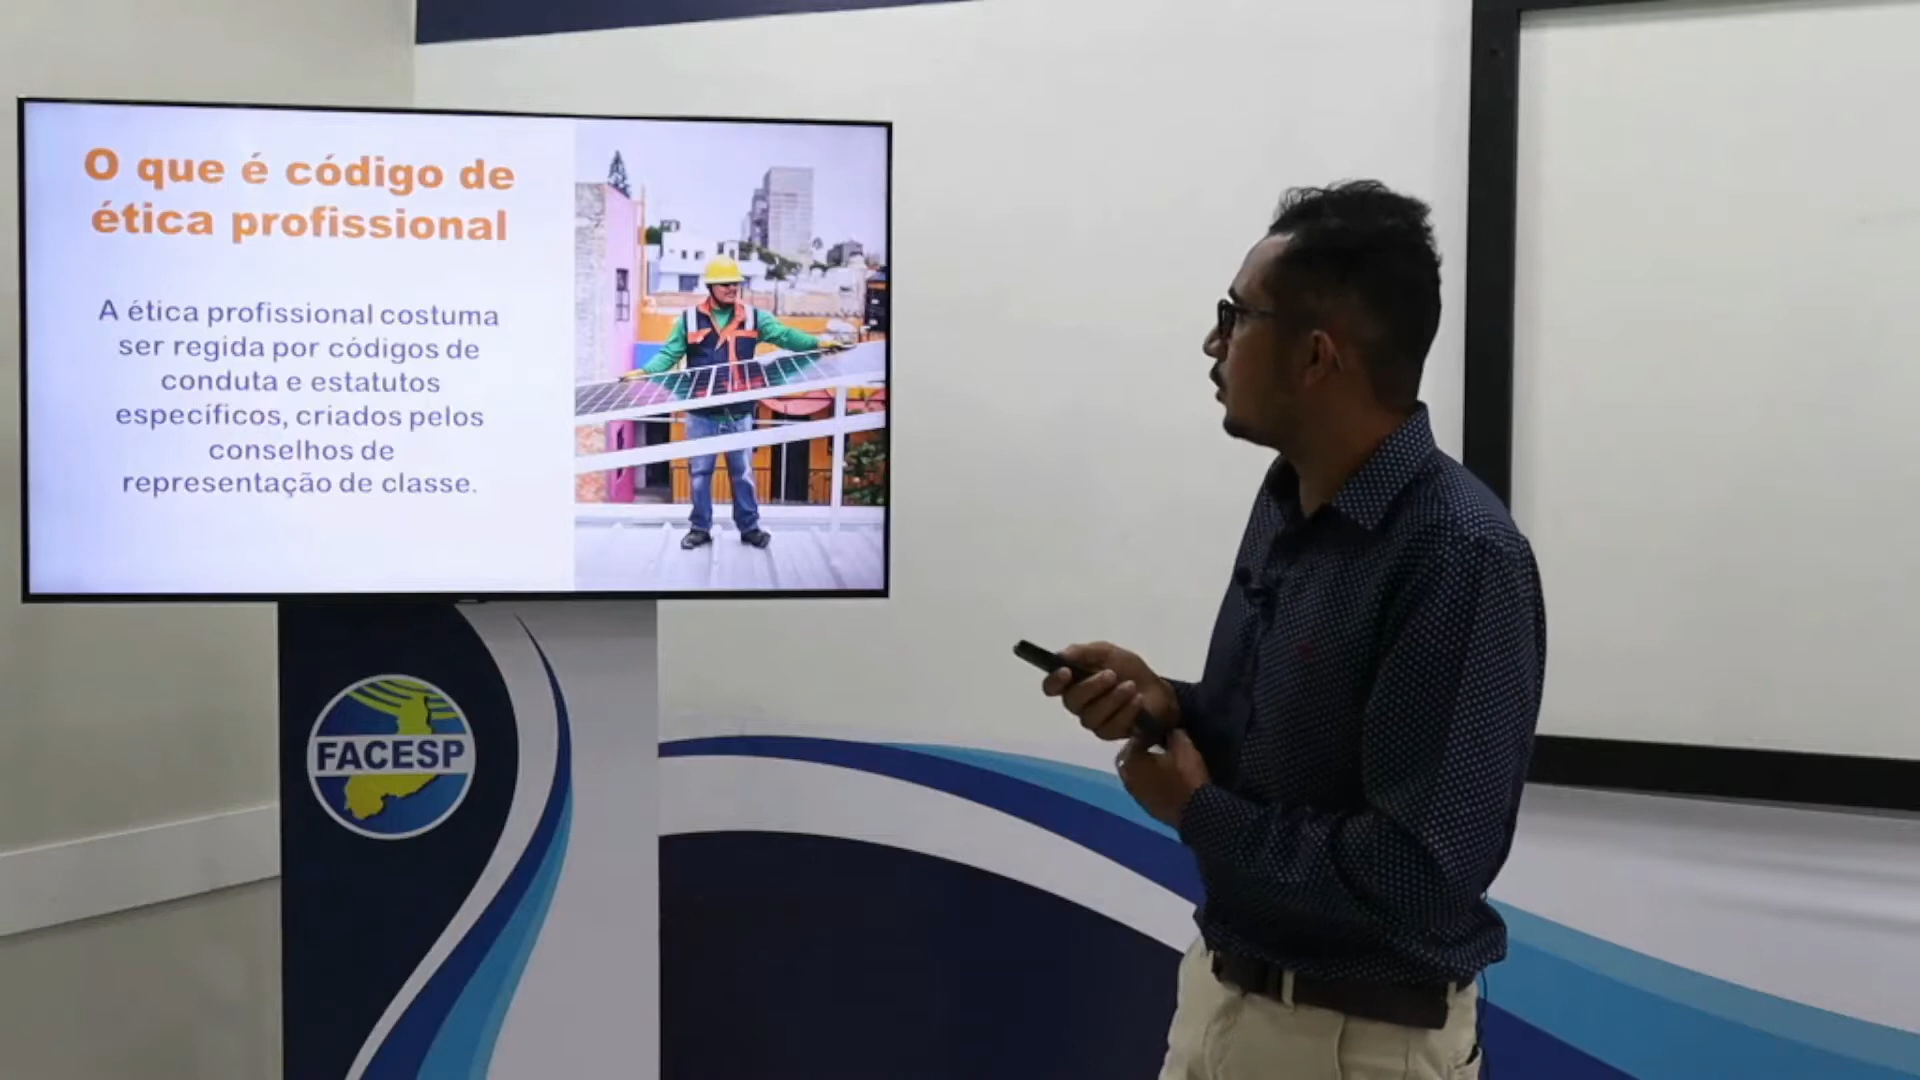 O que é código de
ética profissional
A ética profissional costuma
ser regida por códigos de
conduta e estatutos
específicos, criados pelos
conselhos de
representação de classe.
FACESP